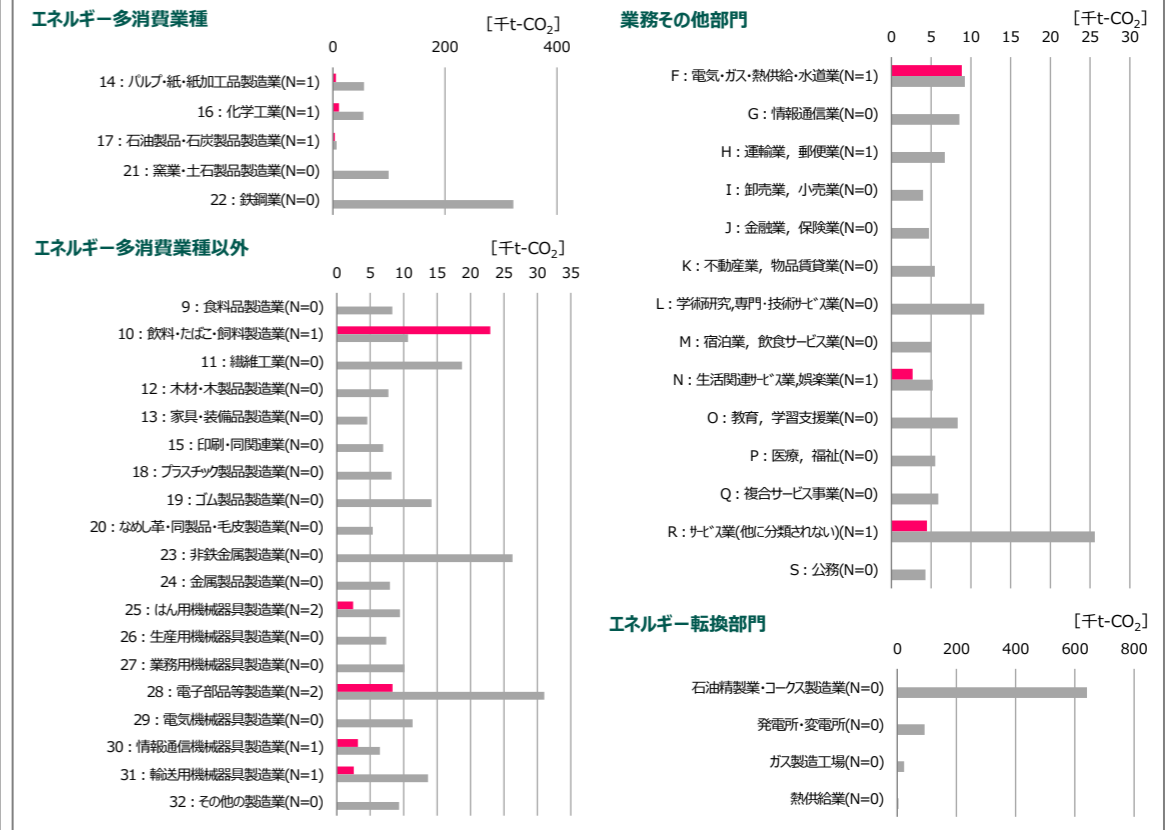 エネルギー多消費業種
[千t-CO₂]
0 200 400
14：パルプ・紙・紙加工品製造業(N=1)
16：化学工業(N=1)
17：石油製品・石炭製品製造業(N=1)
21：窯業・土石製品製造業(N=0)
22：鉄鋼業(N=0)
エネルギー多消費業種以外
[千t-CO₂]
0 5 10 15 20 25 30 35
9：食料品製造業(N=0)
10：飲料・たばこ・飼料製造業(N=1)
11：繊維工業(N=0)
12：木材・木製品製造業(N=0)
13：家具・装備品製造業(N=0)
15：印刷・同関連業(N=0)
18：プラスチック製品製造業(N=0)
19：ゴム製品製造業(N=0)
20：なめし革・同製品・毛皮製造業(N=0)
23：非鉄金属製造業(N=0)
24：金属製品製造業(N=0)
25：はん用機械器具製造業(N=2)
26：生産用機械器具製造業(N=0)
27：業務用機械器具製造業(N=0)
28：電子部品等製造業(N=2)
29：電気機械器具製造業(N=0)
30：情報通信機械器具製造業(N=1)
31：輸送用機械器具製造業(N=1)
32：その他の製造業(N=0)
業務その他部門
[千t-CO₂]
0 5 10 15 20 25 30
F：電気・ガス・熱供給・水道業(N=1)
G：情報通信業(N=0)
H：運輸業，郵便業(N=1)
I：卸売業，小売業(N=0)
J：金融業，保険業(N=0)
K：不動産業，物品賃貸業(N=0)
L：学術研究,専門・技術サービス業(N=0)
M：宿泊業，飲食サービス業(N=0)
N：生活関連サービス業,娯楽業(N=1)
O：教育，学習支援業(N=0)
P：医療，福祉(N=0)
Q：複合サービス事業(N=0)
R：サービス業(他に分類されない)(N=1)
S：公務(N=0)
エネルギー転換部門
[千t-CO₂]
0 200 400 600 800
石油精製業・コークス製造業(N=0)
発電所・変電所(N=0)
ガス製造工場(N=0)
熱供給業(N=0)